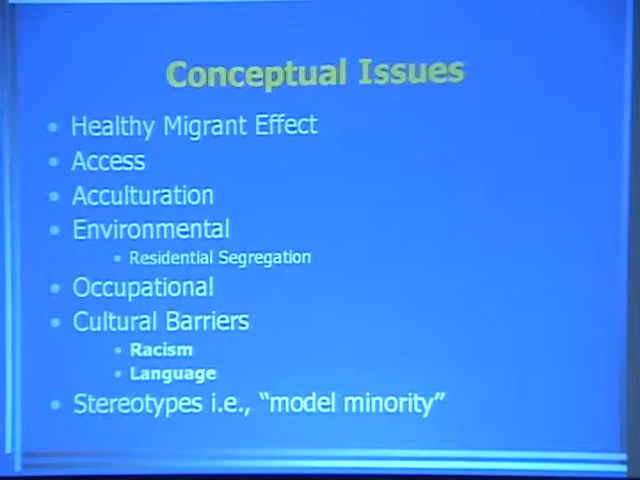 Conceptual Issues
• Healthy Migrant Effect
• Access
• Acculturation
• Environmental
• Residential Segregation
• Occupational
• Cultural Barriers
• Racism
• Language
• Stereotypes i.e., “model minority”